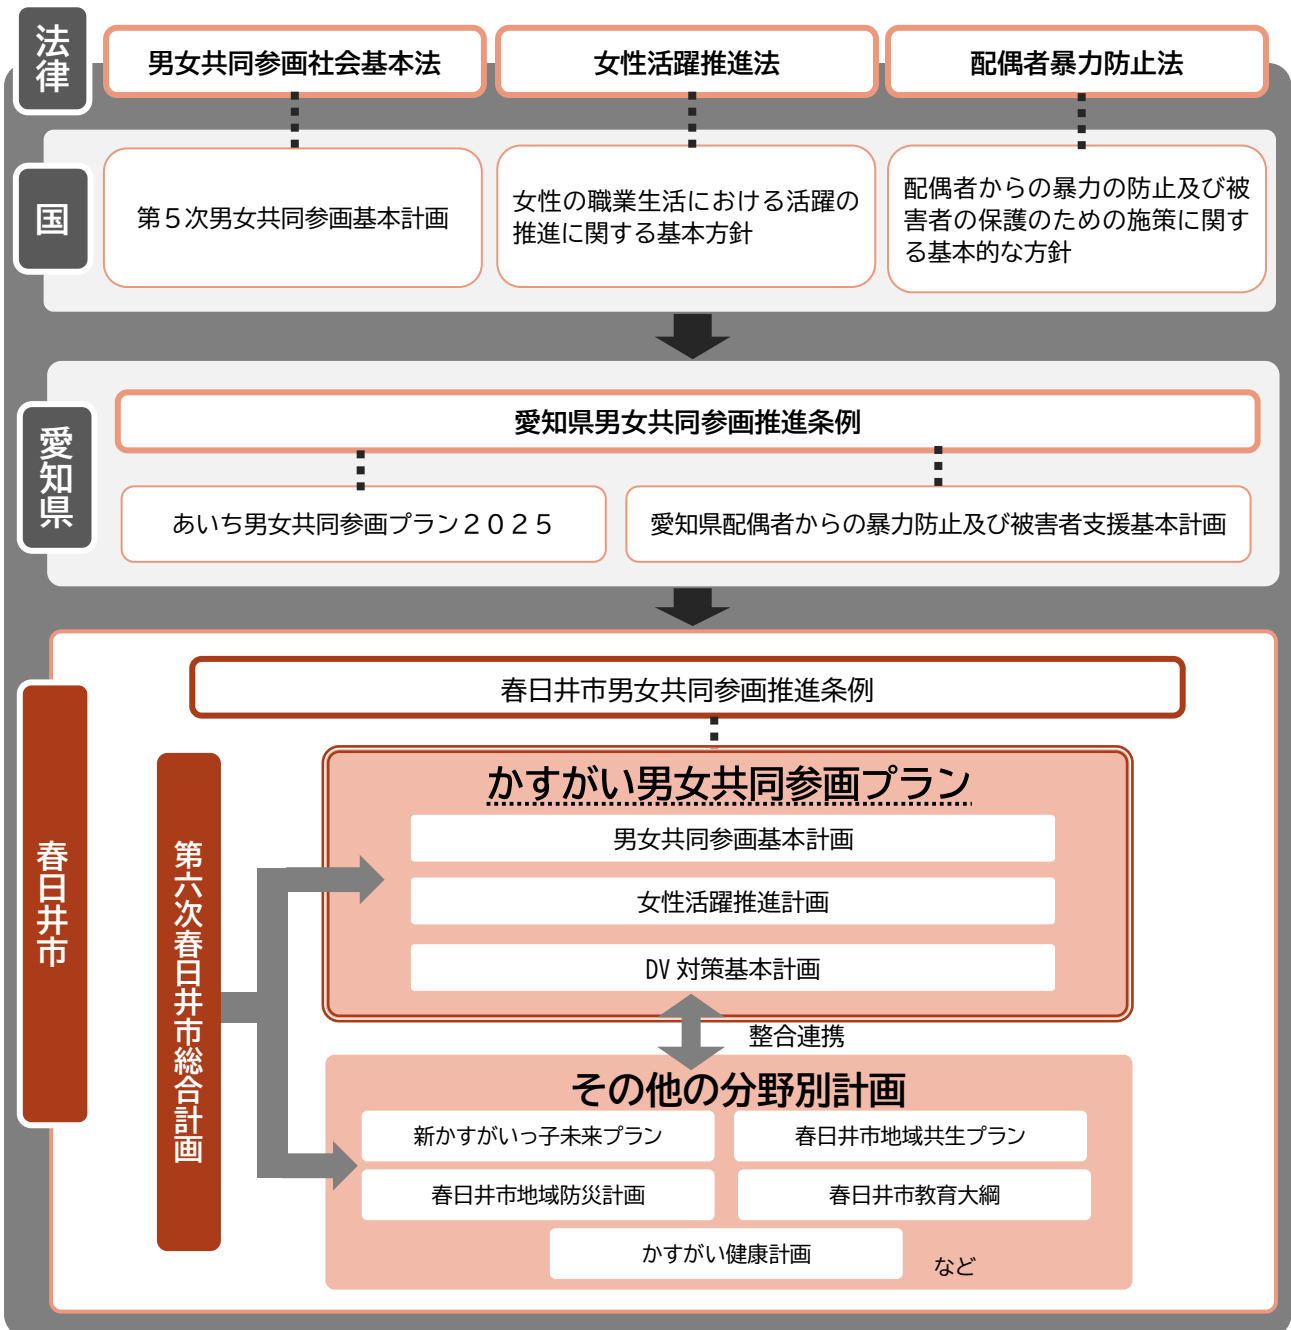 法律
男女共同参画社会基本法
女性活躍推進法
配偶者暴力防止法
国
第５次男女共同参画基本計画
女性の職業生活における活躍の
推進に関する基本方針
配偶者からの暴力の防止及び被
害者の保護のための施策に関す
る基本的な方針
愛知県
愛知県男女共同参画推進条例
あいち男女共同参画プラン２０２５
愛知県配偶者からの暴力防止及び被害者支援基本計画
春日井市
春日井市男女共同参画推進条例
第六次春日井市総合計画
かすがい男女共同参画プラン
男女共同参画基本計画
女性活躍推進計画
DV 対策基本計画
整合連携
その他の分野別計画
新かすがいっ子未来プラン
春日井市地域共生プラン
春日井市地域防災計画
春日井市教育大綱
かすがい健康計画
など